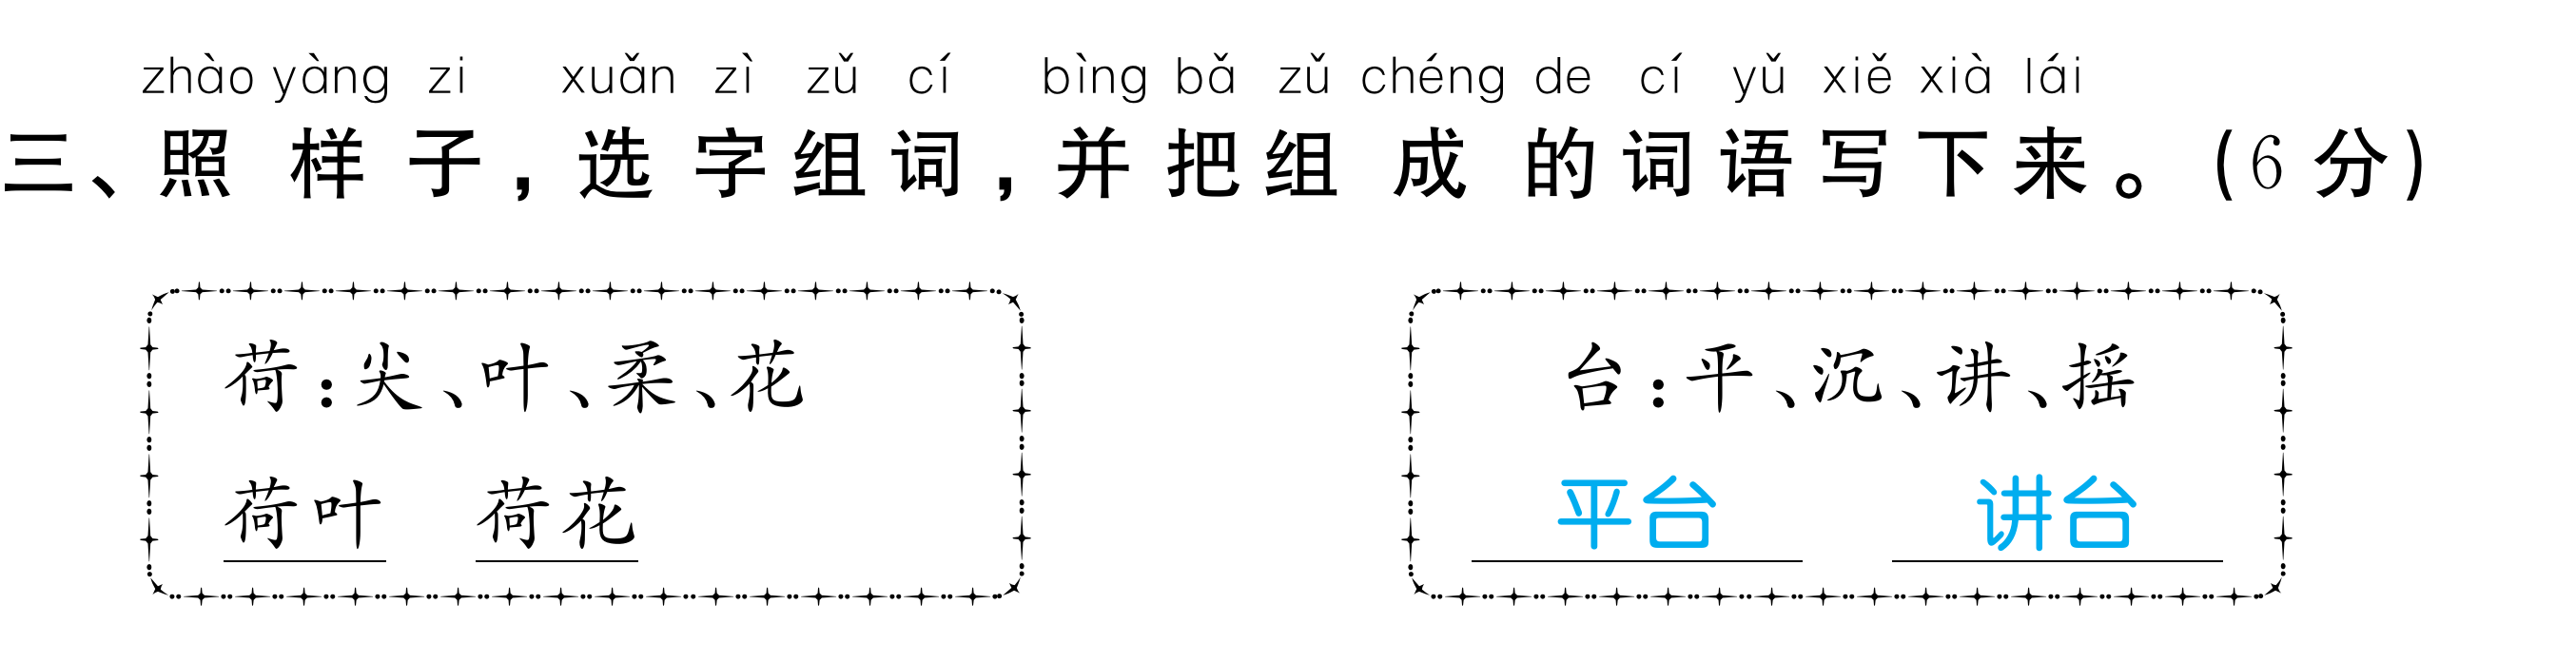 zhào yàng zi xuǎn zì zǔ cí bìng bǎ zǔ chéng de cí yǔ xiě xià lái
三、照样子，选字组词，并把组成的词语写下来。(6分)
荷：尖、叶、柔、花
荷叶 荷花
台：平、沉、讲、摇
平台 讲台